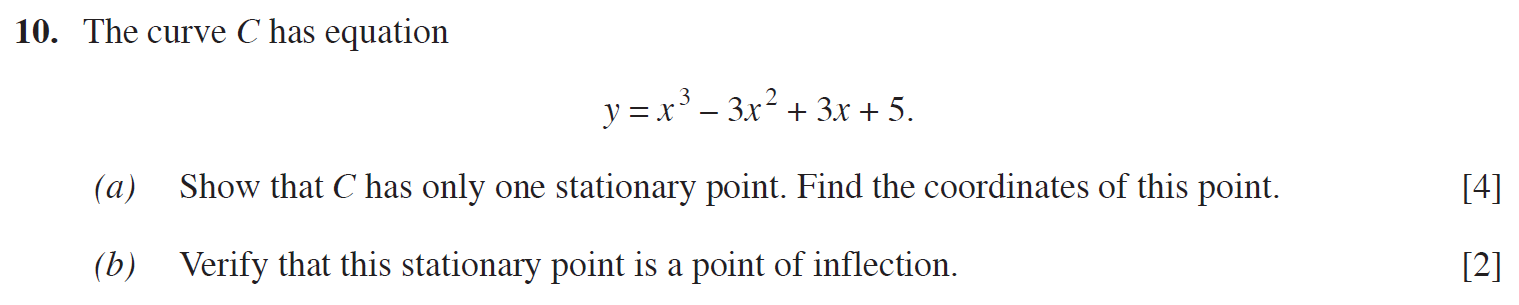 10. The curve C has equation
y = x³ – 3x² + 3x + 5.
(a) Show that C has only one stationary point. Find the coordinates of this point. [4]
(b) Verify that this stationary point is a point of inflection. [2]